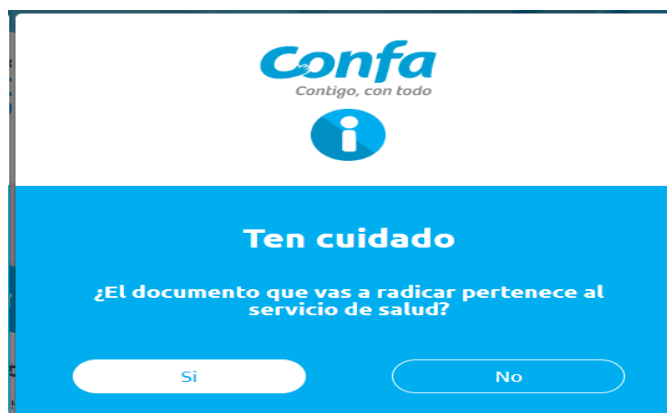 Confa
Contigo, con todo
Ten cuidado
¿El documento que vas a radicar pertenece al
servicio de salud?
Si
No